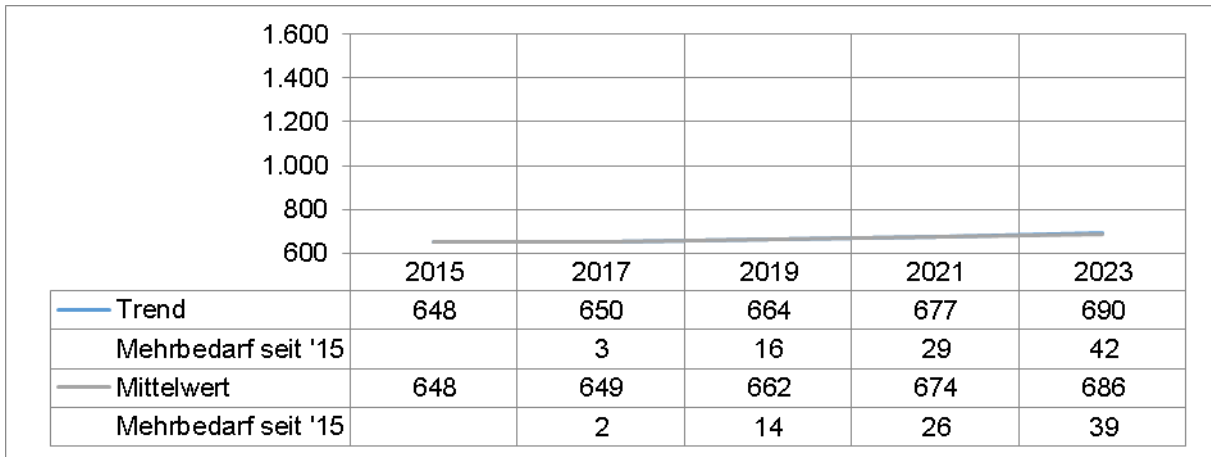 1.600
1.400
1.200
1.000
800
600
2015 2017 2019 2021 2023
Trend 648 650 664 677 690
Mehrbedarf seit '15 3 16 29 42
Mittelwert 648 649 662 674 686
Mehrbedarf seit '15 2 14 26 39